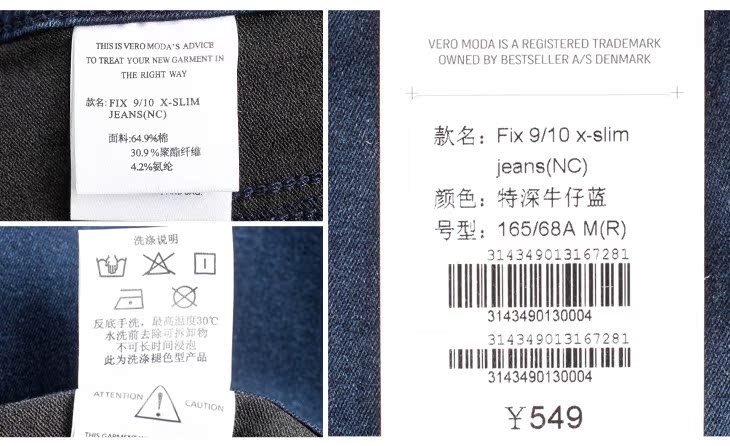 THIS IS VERO MODA'S ADVICE
TO TREAT YOUR NEW GARMENT IN
THE RIGHT WAY
款名: FIX 9/10 X-SLIM
JEANS(NC)
面料:64.9%棉
30.9%聚酯纤维
4.2%氨纶
洗涤说明
反底手洗，最高温度30℃
水洗前去除可拆卸物
不可长时间浸泡
此为洗涤褪色型产品
ATTENTION
CAUTION
VERO MODA IS A REGISTERED TRADEMARK
OWNED BY BESTSELLER A/S DENMARK
款名：Fix 9/10 x-slim
jeans(NC)
颜色：特深牛仔蓝
号型：165/68A M(R)
314349013167281
3143490130004
314349013167281
3143490130004
¥549